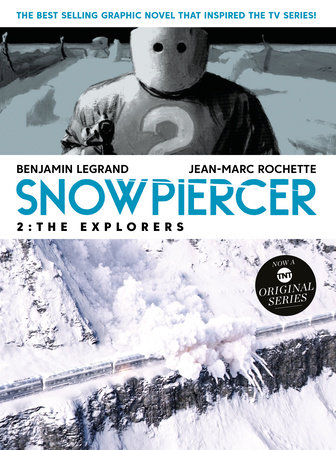 THE BEST SELLING GRAPHIC NOVEL THAT INSPIRED THE TV SERIES!
?
BENJAMIN LEGRAND JEAN-MARC ROCHETTE
SNOWPIERCER
2:THE EXPLORERS
NOW A
TNT
ORIGINAL
SERIES